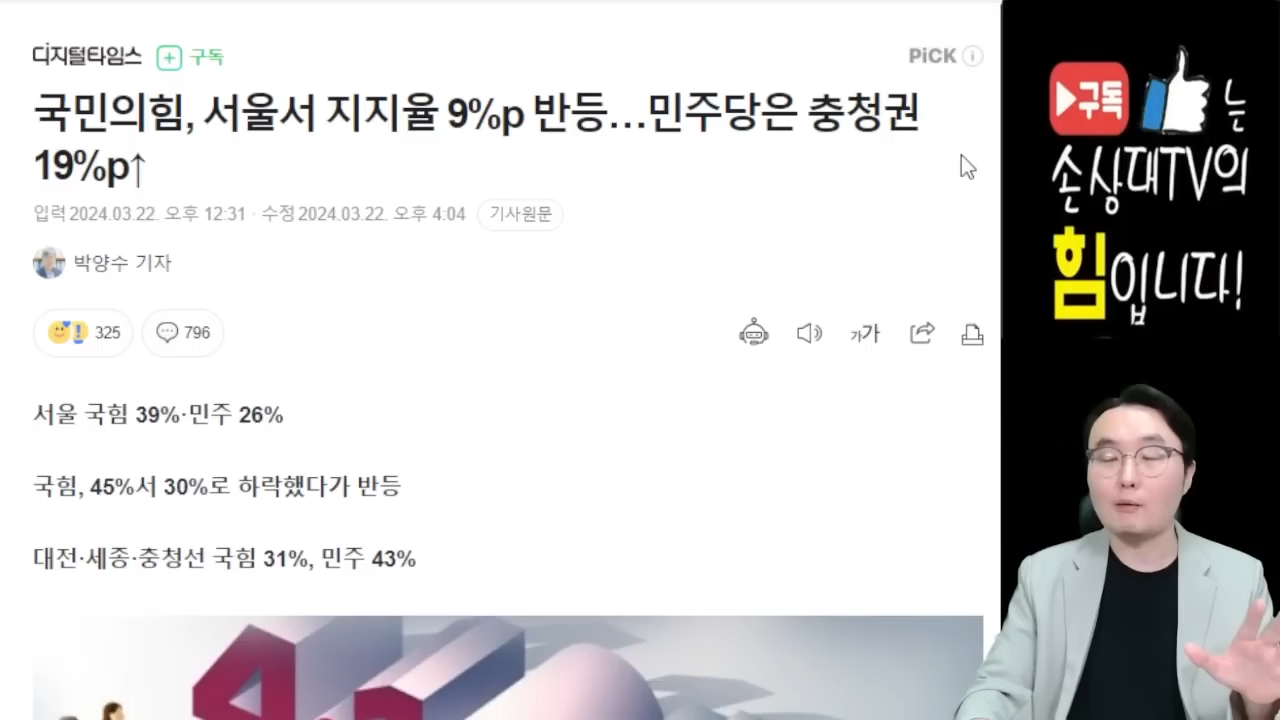 디지털타임스 구독
PiCK
국민의힘, 서울서 지지율 9%p 반등…민주당은 충청권
19%p↑
입력 2024.03.22. 오후 12:31 · 수정 2024.03.22. 오후 4:04 기사원문
박양수 기자
325 796
가가
서울 국힘 39%·민주 26%
국힘, 45%서 30%로 하락했다가 반등
대전·세종·충청선 국힘 31%, 민주 43%
구독 는
손상대TV의
힘입니다!